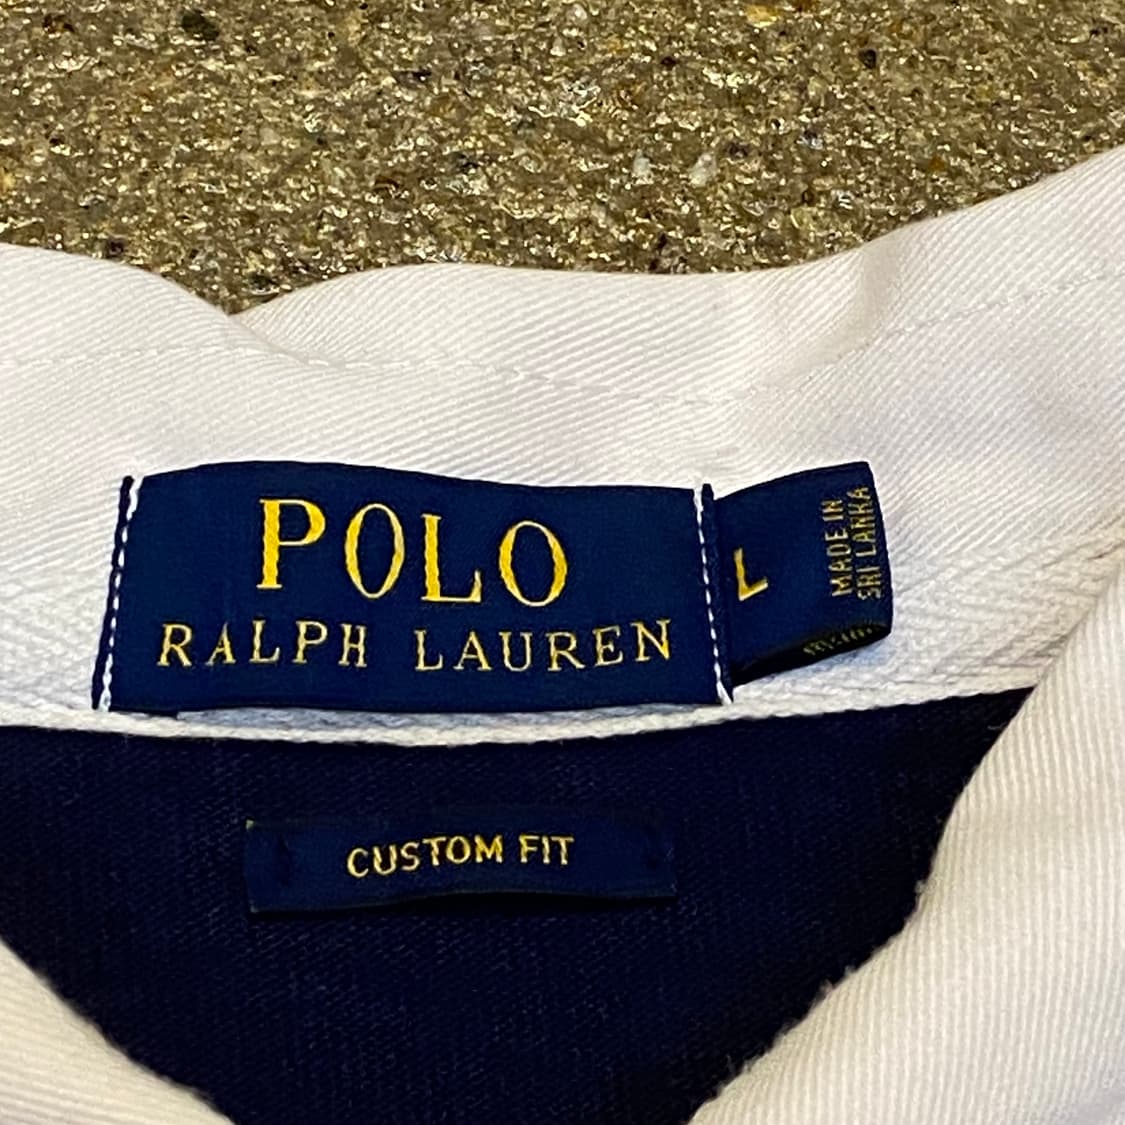 POLO
RALPH LAUREN
L
MADE IN
SRI LANKA
CUSTOM FIT